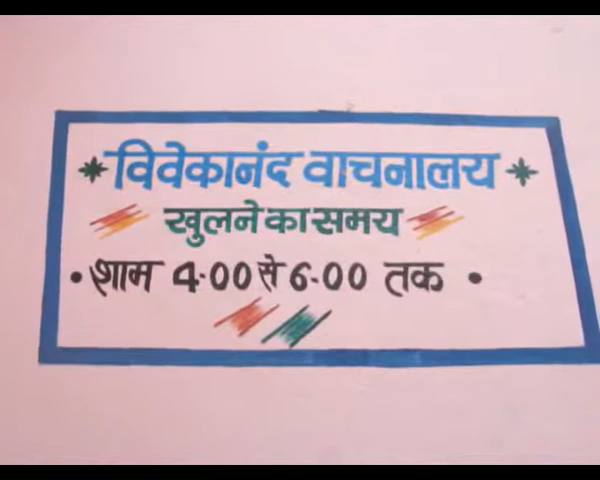 विवेकानंद वाचनालय
खुलने का समय
• शाम 4-00 से 6-00 तक •